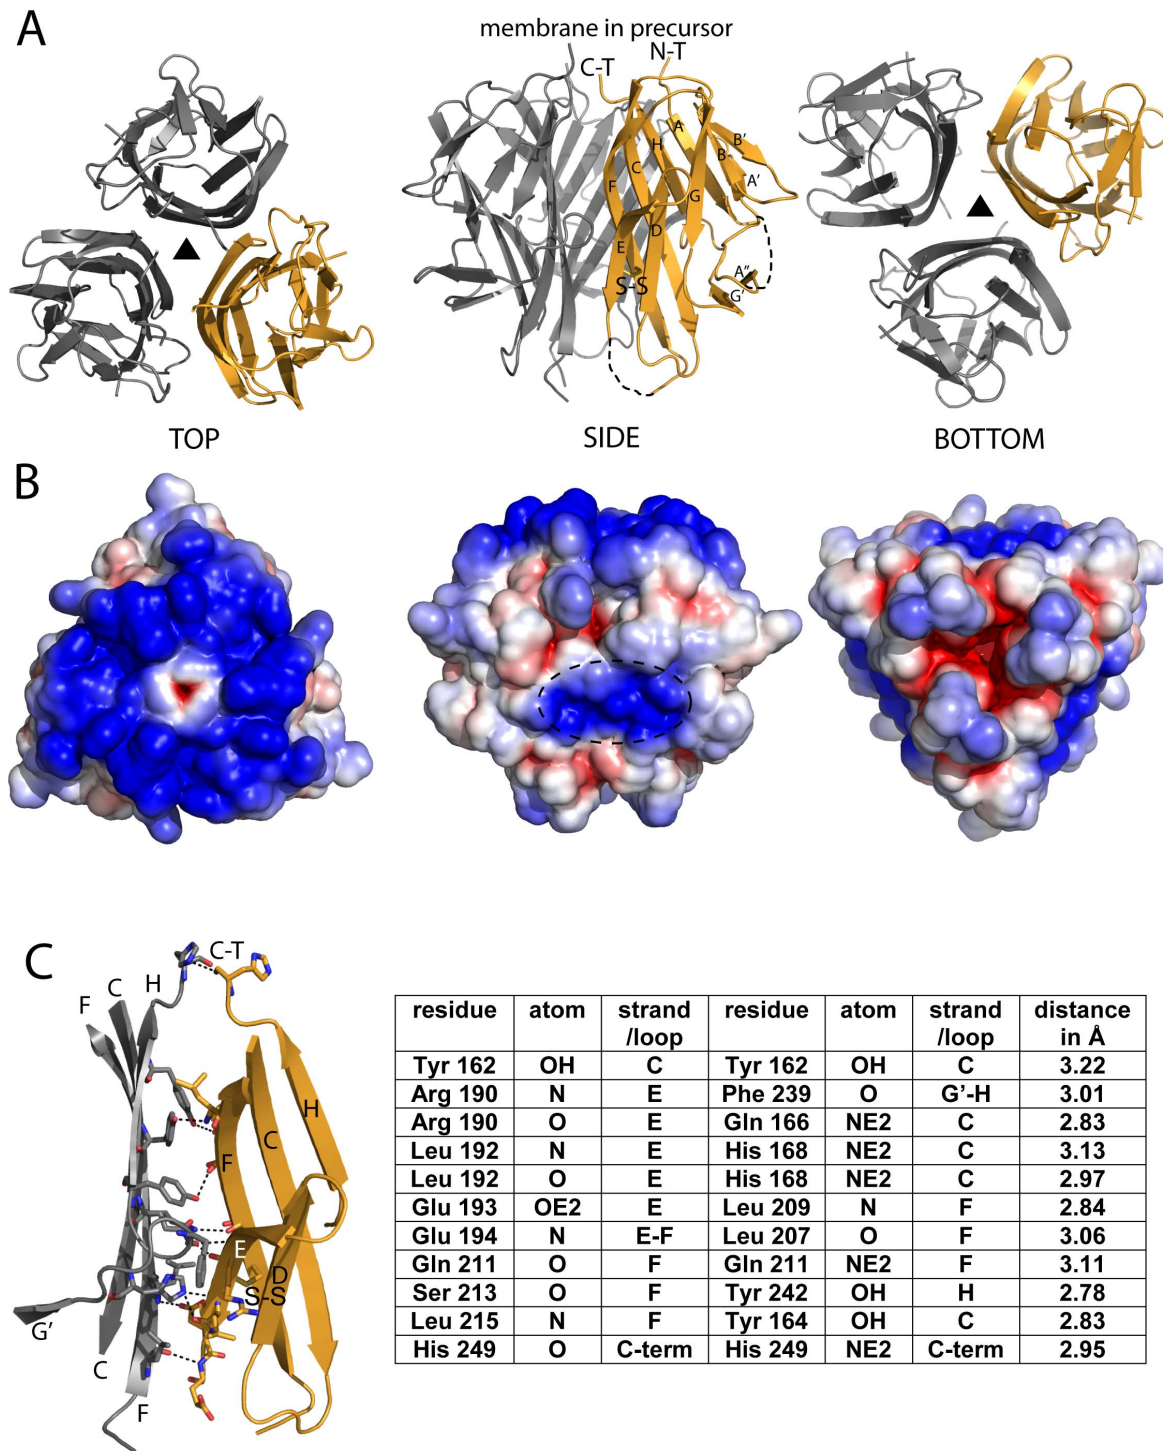 A
membrane in precursor
C-T N-T
A
B'
H
B
C
A'
F
G
D
E
A"
S-S
G'
TOP SIDE BOTTOM
B
C
C-T
H
C
F
H
C
F
E
D
S-S
G'
C
F
residue atom strand /loop residue atom strand /loop distance in Å
Tyr 162 OH C Tyr 162 OH C 3.22
Arg 190 N E Phe 239 O G'-H 3.01
Arg 190 O E Gln 166 NE2 C 2.83
Leu 192 N E His 168 NE2 C 3.13
Leu 192 O E His 168 NE2 C 2.97
Glu 193 OE2 E Leu 209 N F 2.84
Glu 194 N E-F Leu 207 O F 3.06
Gln 211 O F Gln 211 NE2 F 3.11
Ser 213 O F Tyr 242 OH H 2.78
Leu 215 N F Tyr 164 OH C 2.83
His 249 O C-term His 249 NE2 C-term 2.95